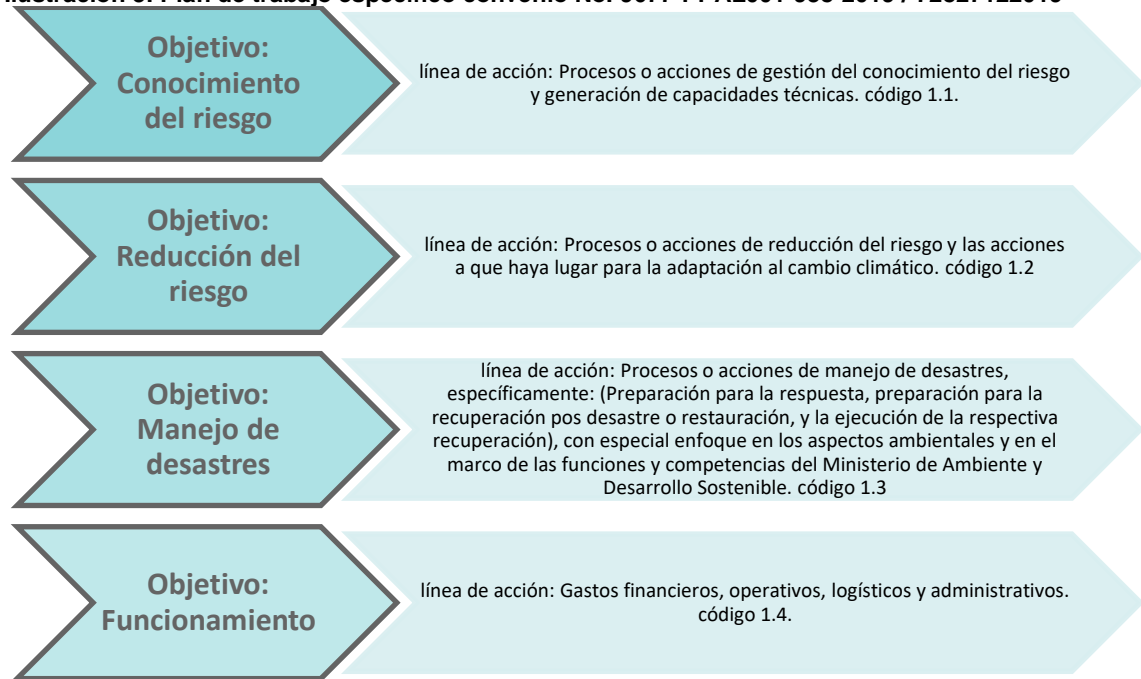 Objetivo:
Conocimiento
del riesgo
línea de acción: Procesos o acciones de gestión del conocimiento del riesgo
y generación de capacidades técnicas. código 1.1.
Objetivo:
Reducción del
riesgo
línea de acción: Procesos o acciones de reducción del riesgo y las acciones
a que haya lugar para la adaptación al cambio climático. código 1.2
Objetivo:
Manejo de
desastres
línea de acción: Procesos o acciones de manejo de desastres,
específicamente: (Preparación para la respuesta, preparación para la
recuperación pos desastre o restauración, y la ejecución de la respectiva
recuperación), con especial enfoque en los aspectos ambientales y en el
marco de las funciones y competencias del Ministerio de Ambiente y
Desarrollo Sostenible. código 1.3
Objetivo:
Funcionamiento
línea de acción: Gastos financieros, operativos, logísticos y administrativos.
código 1.4.